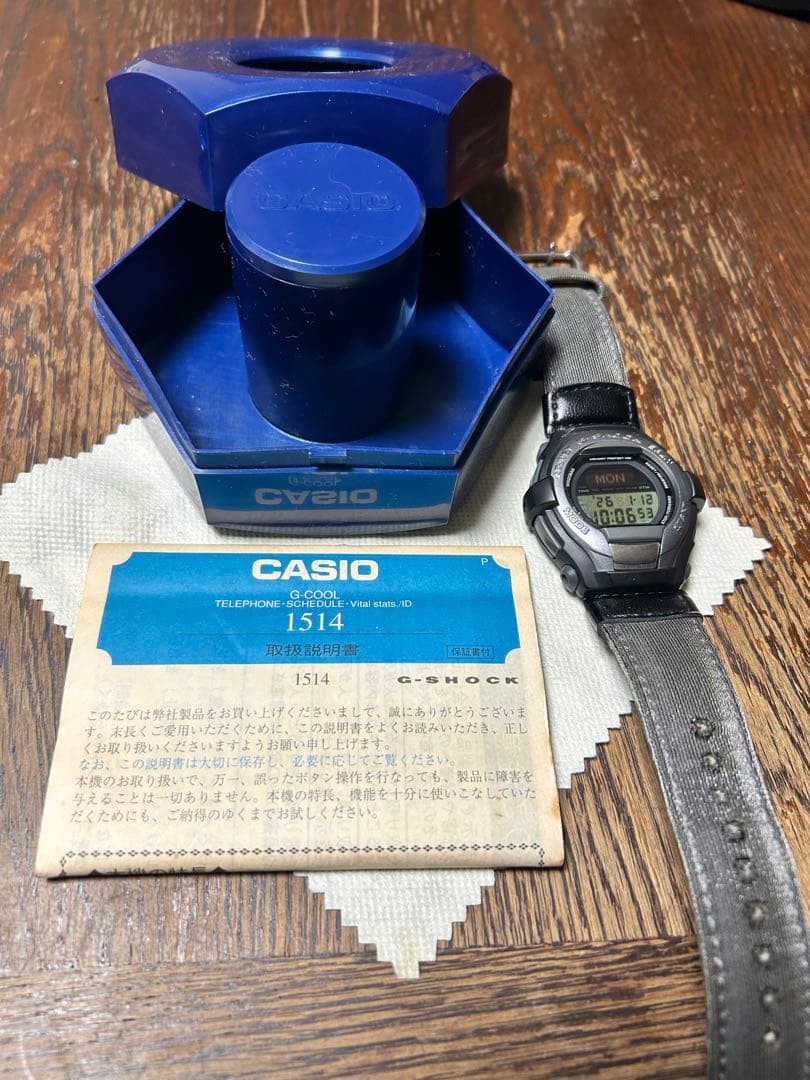 CASIO
G-COOL
CASIO
CASIO
P
G-COOL
TELEPHONE・SCHEDULE・Vital stats./ID
1514
取扱説明書
保証書付
1514
G-SHOCK
このたびは弊社製品をお買い上げくださいまして、誠にありがとうございま
す。末長くご愛用いただくために、この説明書をよくお読みいただき、正し
くお取り扱いくださいますようお願い申し上げます。
なお、この説明書は大切に保存し、必要に応じてご覧ください。
本機のお取り扱いで、万一、誤ったボタン操作を行なっても、製品に障害を
与えることは一切ありません。本機の特長、機能を十分に使いこなしていた
だくためにも、ご納得のゆくまでお試しください。
MON
26 1-12
10:06 53
MODE